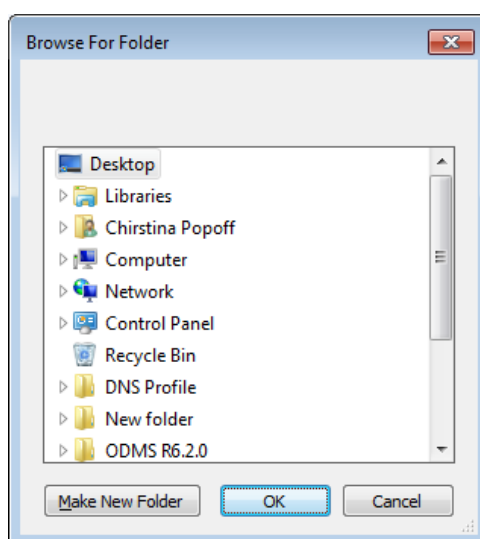 Browse For Folder
Desktop
Libraries
Chirstina Popoff
Computer
Network
Control Panel
Recycle Bin
DNS Profile
New folder
ODMS R6.2.0
Make New Folder
OK
Cancel